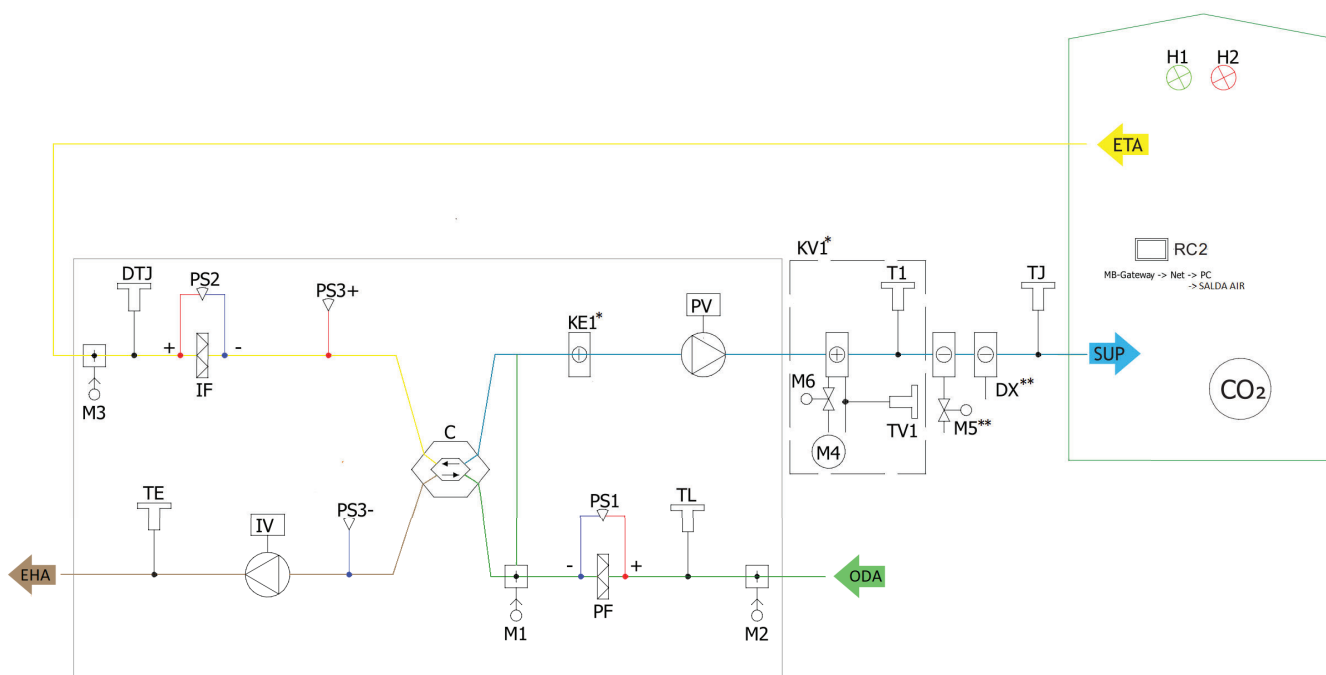 H1 H2
ETA
KV1*
RC2
MB-Gateway -> Net -> PC
-> SALDA AIR
DTJ PS2 PS3+ PV T1 TJ
KE1*
+ -
SUP
IF
M3
M6
DX**
CO2
TV1 M5**
M4
C
TE IV PS3- PS1 TL
- +
EHA
ODA
PF
M1 M2